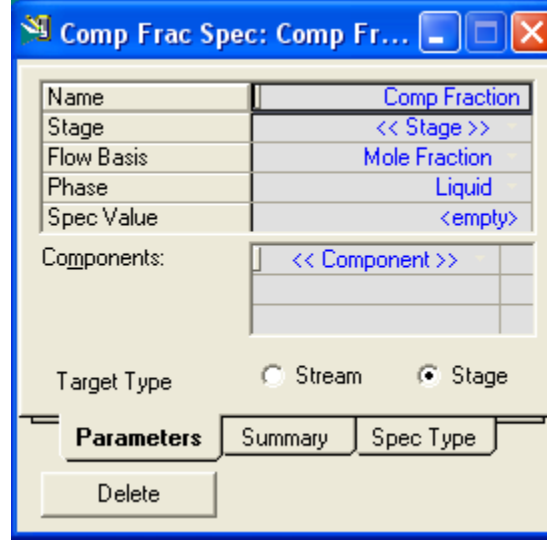 Comp Frac Spec: Comp Fr...
Name Comp Fraction
Stage << Stage >>
Flow Basis Mole Fraction
Phase Liquid
Spec Value <empty>
Components: << Component >>
Target Type Stream Stage
Parameters Summary Spec Type
Delete